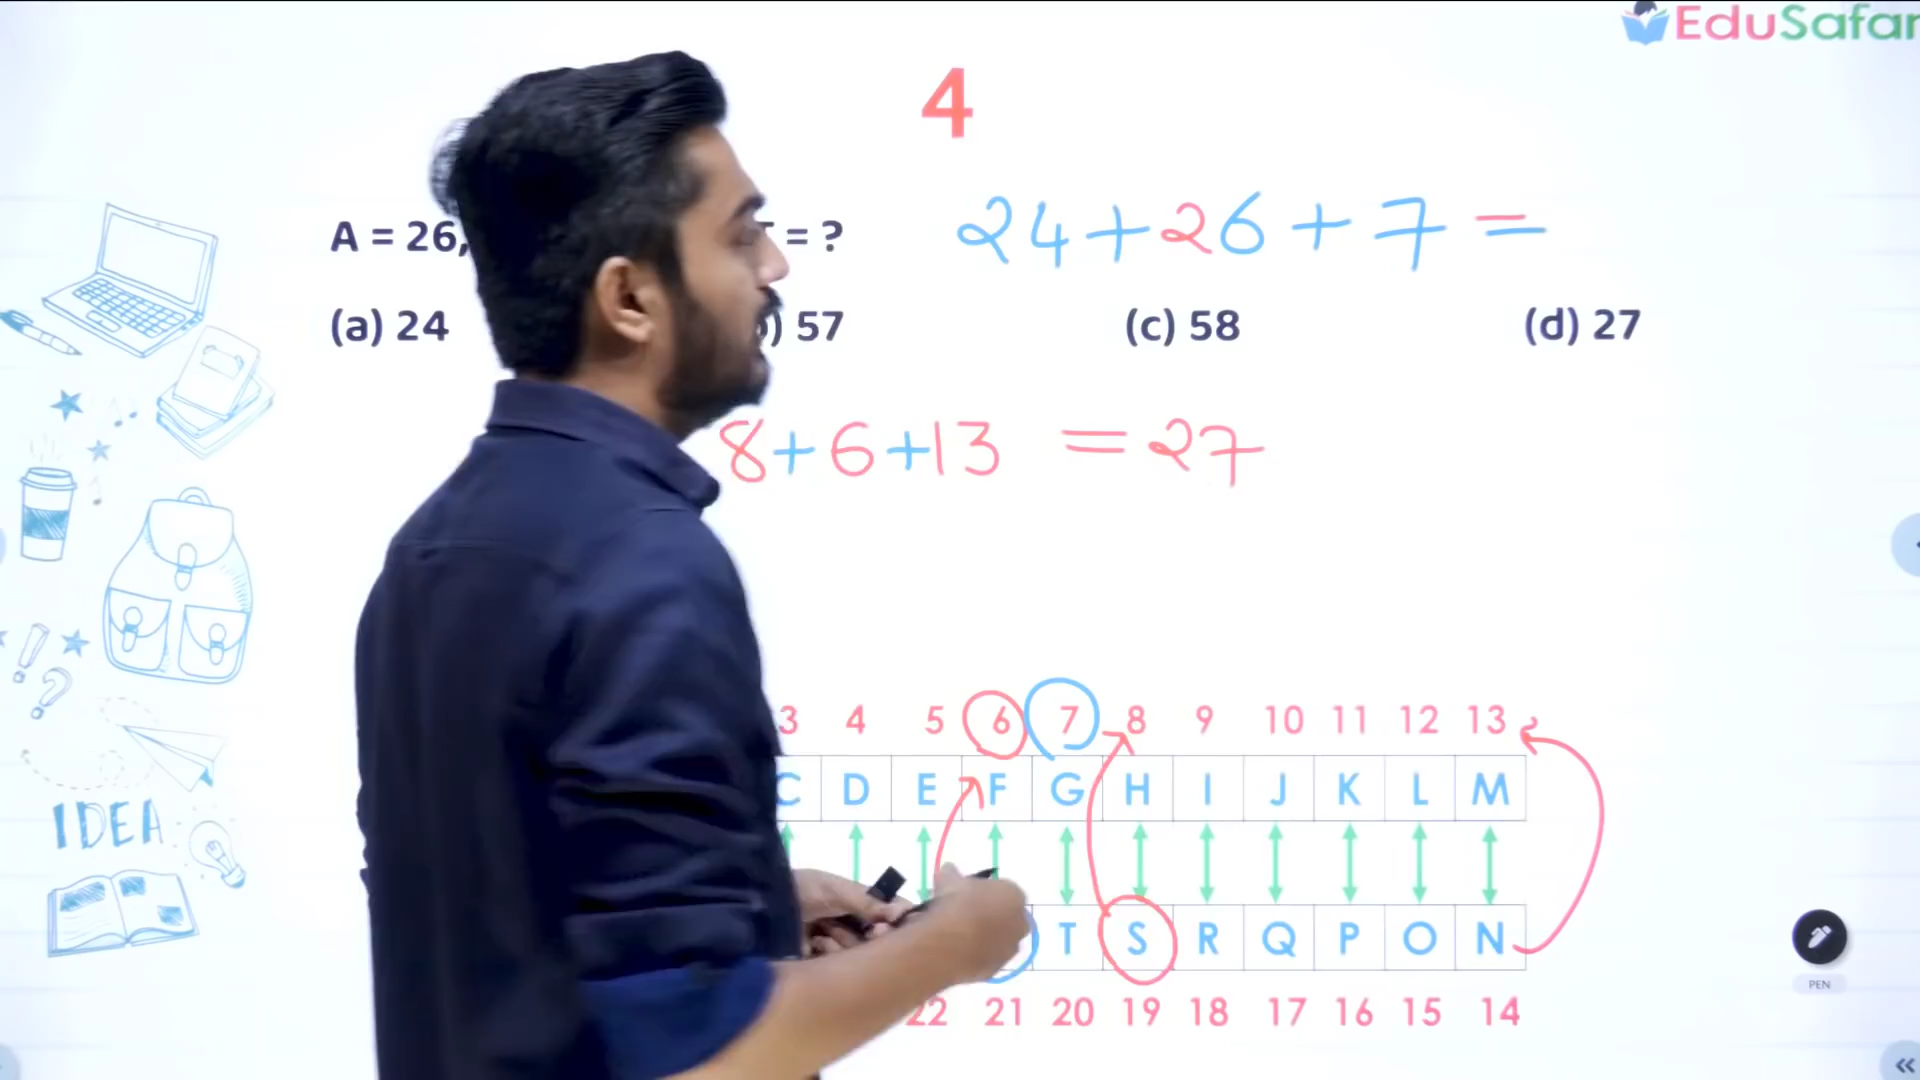 EduSafar
4
A = 26, = ?
24+26+7 =
(a) 24 57 (c) 58 (d) 27
8+6+13 = 27
3 4 5 6 7 8 9 10 11 12 13
C D E F G H I J K L M
T S R Q P O N
22 21 20 19 18 17 16 15 14
IDEA
PEN